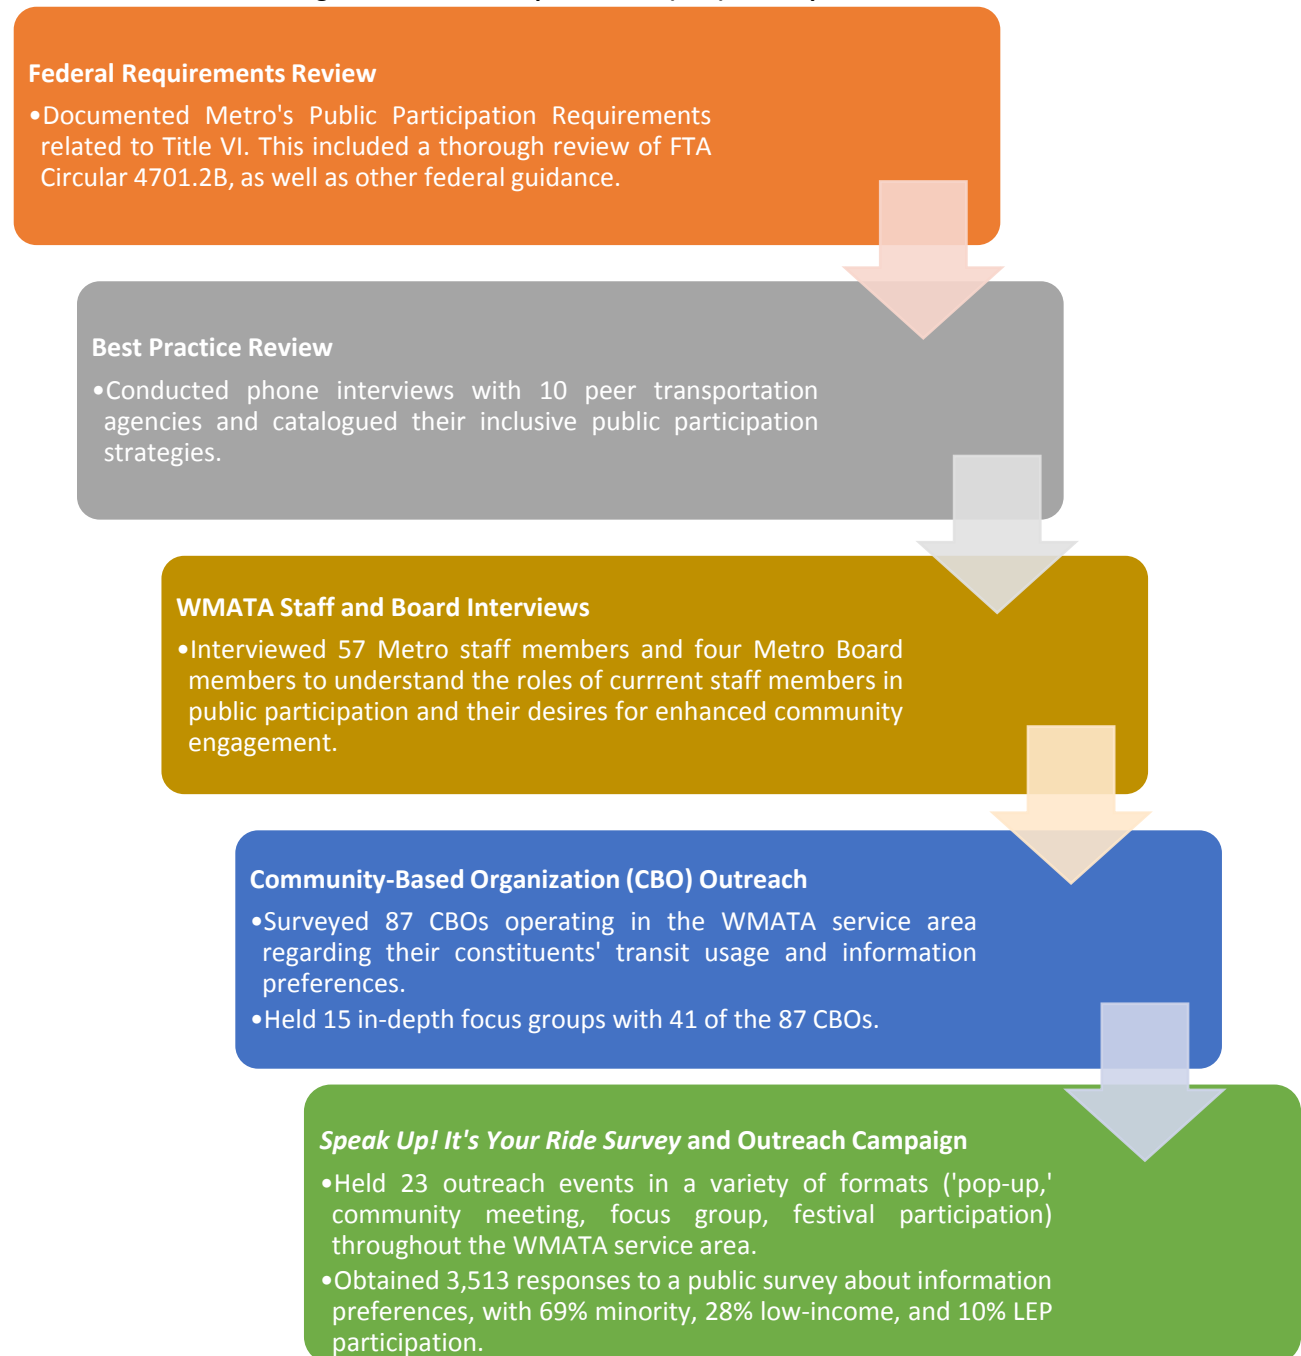 Federal Requirements Review
•Documented Metro's Public Participation Requirements
related to Title VI. This included a thorough review of FTA
Circular 4701.2B, as well as other federal guidance.
Best Practice Review
•Conducted phone interviews with 10 peer transportation
agencies and catalogued their inclusive public participation
strategies.
WMATA Staff and Board Interviews
•Interviewed 57 Metro staff members and four Metro Board
members to understand the roles of currrent staff members in
public participation and their desires for enhanced community
engagement.
Community-Based Organization (CBO) Outreach
•Surveyed 87 CBOs operating in the WMATA service area
regarding their constituents' transit usage and information
preferences.
•Held 15 in-depth focus groups with 41 of the 87 CBOs.
Speak Up! It's Your Ride Survey and Outreach Campaign
•Held 23 outreach events in a variety of formats ('pop-up,'
community meeting, focus group, festival participation)
throughout the WMATA service area.
•Obtained 3,513 responses to a public survey about information
preferences, with 69% minority, 28% low-income, and 10% LEP
participation.